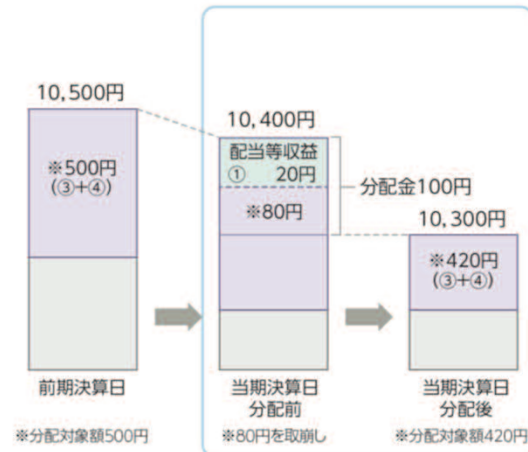 10,500円
※500円
(③+④)
前期決算日
※分配対象額500円
10,400円
配当等収益
① 20円
※80円
分配金100円
当期決算日
分配前
※80円を取崩し
10,300円
※420円
(③+④)
当期決算日
分配後
※分配対象額420円